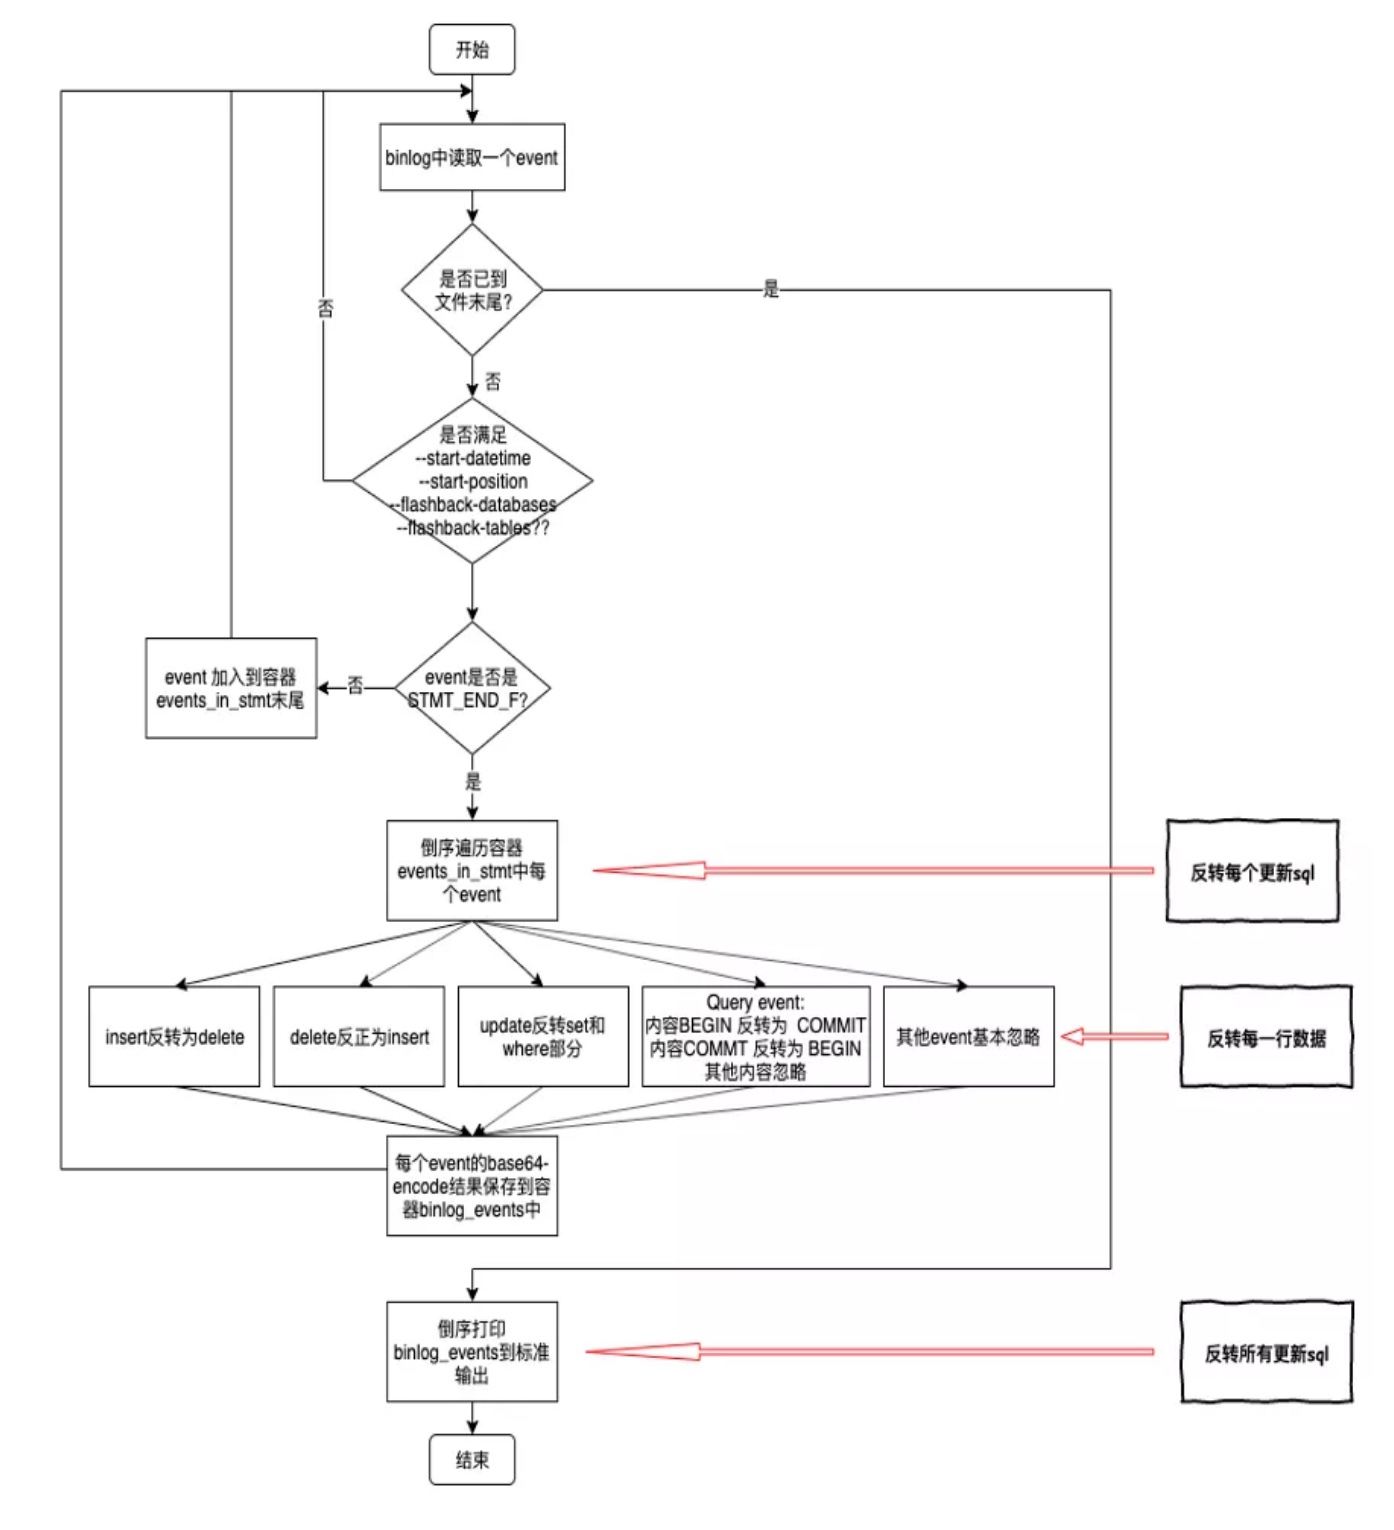 开始
binlog中读取一个event
是否已到
文件末尾?
是
否
否
是否满足
--start-datetime
--start-position
--flashback-databases
--flashback-tables??
event 加入到容器
events_in_stmt末尾
否
event是否是
STMT_END_F?
是
倒序遍历容器
events_in_stmt中每
个event
反转每个更新sql
insert反转为delete
delete反正为insert
update反转set和
where部分
Query event:
内容BEGIN 反转为 COMMIT
内容COMMT 反转为 BEGIN
其他内容忽略
其他event基本忽略
反转每一行数据
每个event的base64-
encode结果保存到容
器binlog_events中
倒序打印
binlog_events到标准
输出
反转所有更新sql
结束